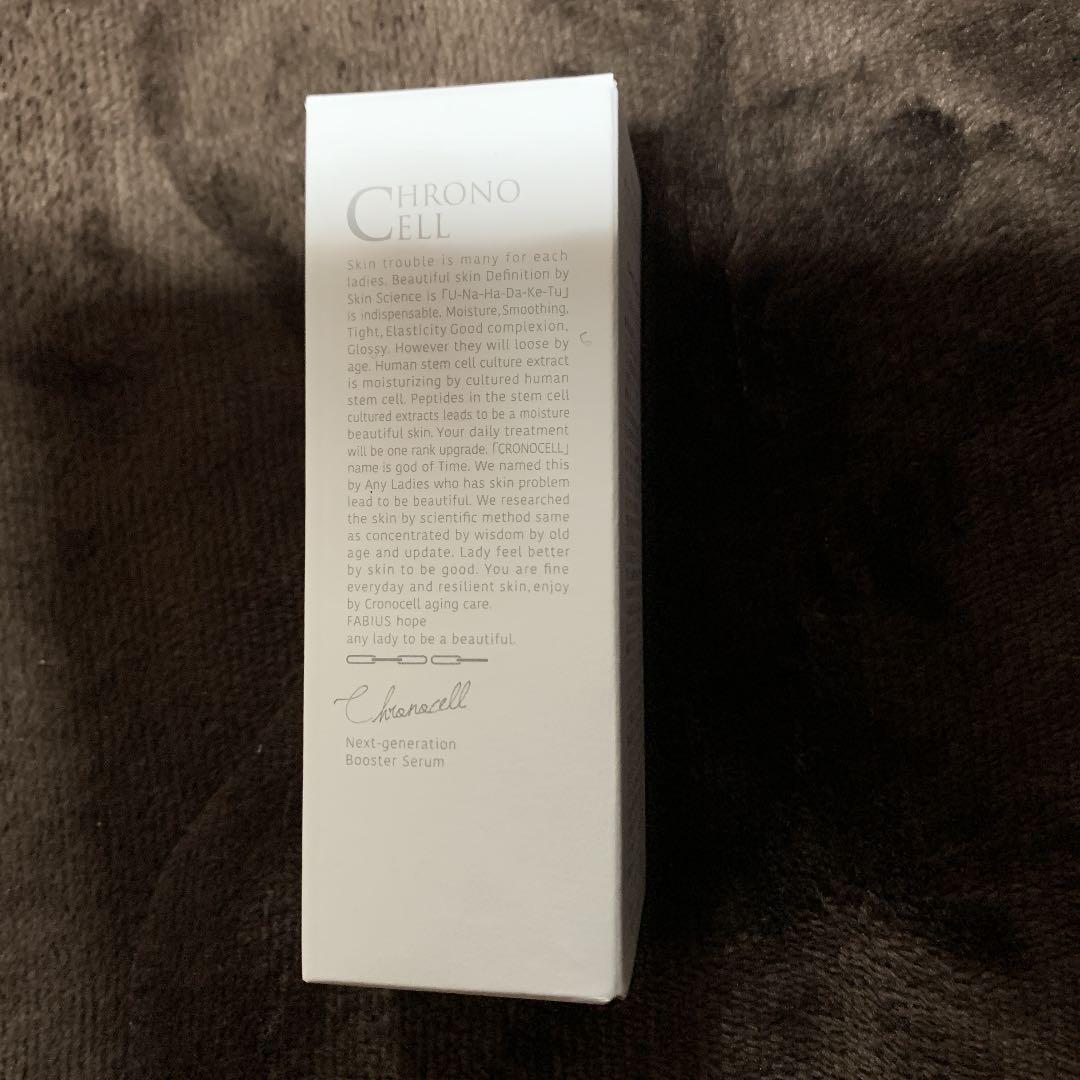 CHRONO
CELL
Skin trouble is many for each
ladies. Beautiful skin Definition by
Skin Science is「U-Na-Ha-Da-Ke-Tu」
is indispensable. Moisture, Smoothing,
Tight, Elasticity Good complexion,
Glossy. However they will loose by
age. Human stem cell culture extract
is moisturizing by cultured human
stem cell. Peptides in the stem cell
cultured extracts leads to be a moisture
beautiful skin. Your daily treatment
will be one rank upgrade.「CRONOCELL」
name is god of Time. We named this
by Any Ladies who has skin problem
lead to be beautiful. We researched
the skin by scientific method same
as concentrated by wisdom by old
age and update. Lady feel better
by skin to be good. You are fine
everyday and resilient skin, enjoy
by Cronocell aging care.
FABIUS hope
any lady to be a beautiful.
Chronocell
Next-generation
Booster Serum